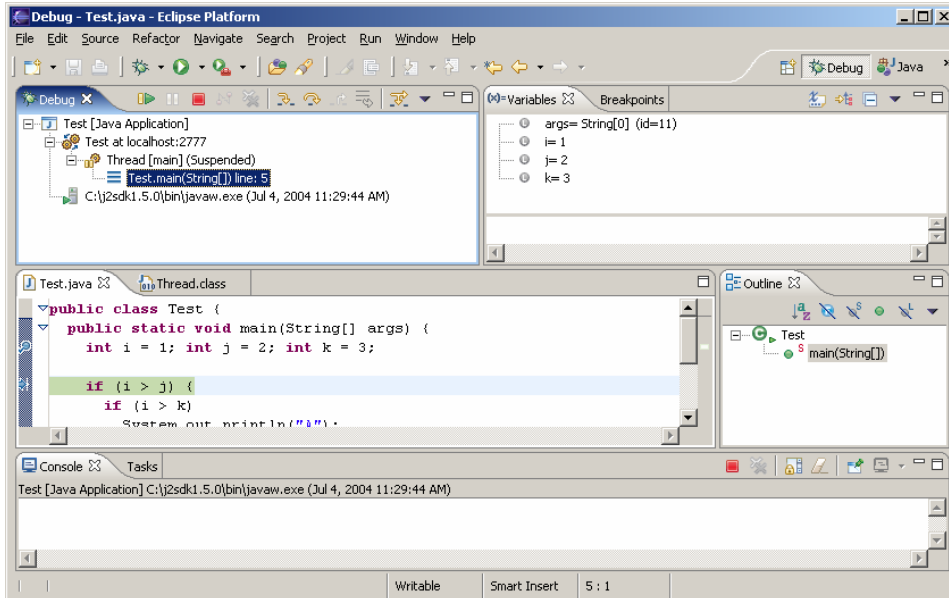 Debug - Test.java - Eclipse Platform
File Edit Source Refactor Navigate Search Project Run Window Help
Debug Java
Debug
Test [Java Application]
Test at localhost:2777
Thread [main] (Suspended)
Test.main(String[]) line: 5
C:\j2sdk1.5.0\bin\javaw.exe (Jul 4, 2004 11:29:44 AM)
(x)= Variables Breakpoints
args= String[0] (id=11)
i= 1
j= 2
k= 3
Test.java Thread.class
public class Test {
public static void main(String[] args) {
int i = 1; int j = 2; int k = 3;
if (i > j) {
if (i > k)
System.out.println("A");
Outline
Test
main(String[])
Console Tasks
Test [Java Application] C:\j2sdk1.5.0\bin\javaw.exe (Jul 4, 2004 11:29:44 AM)
Writable Smart Insert 5 : 1